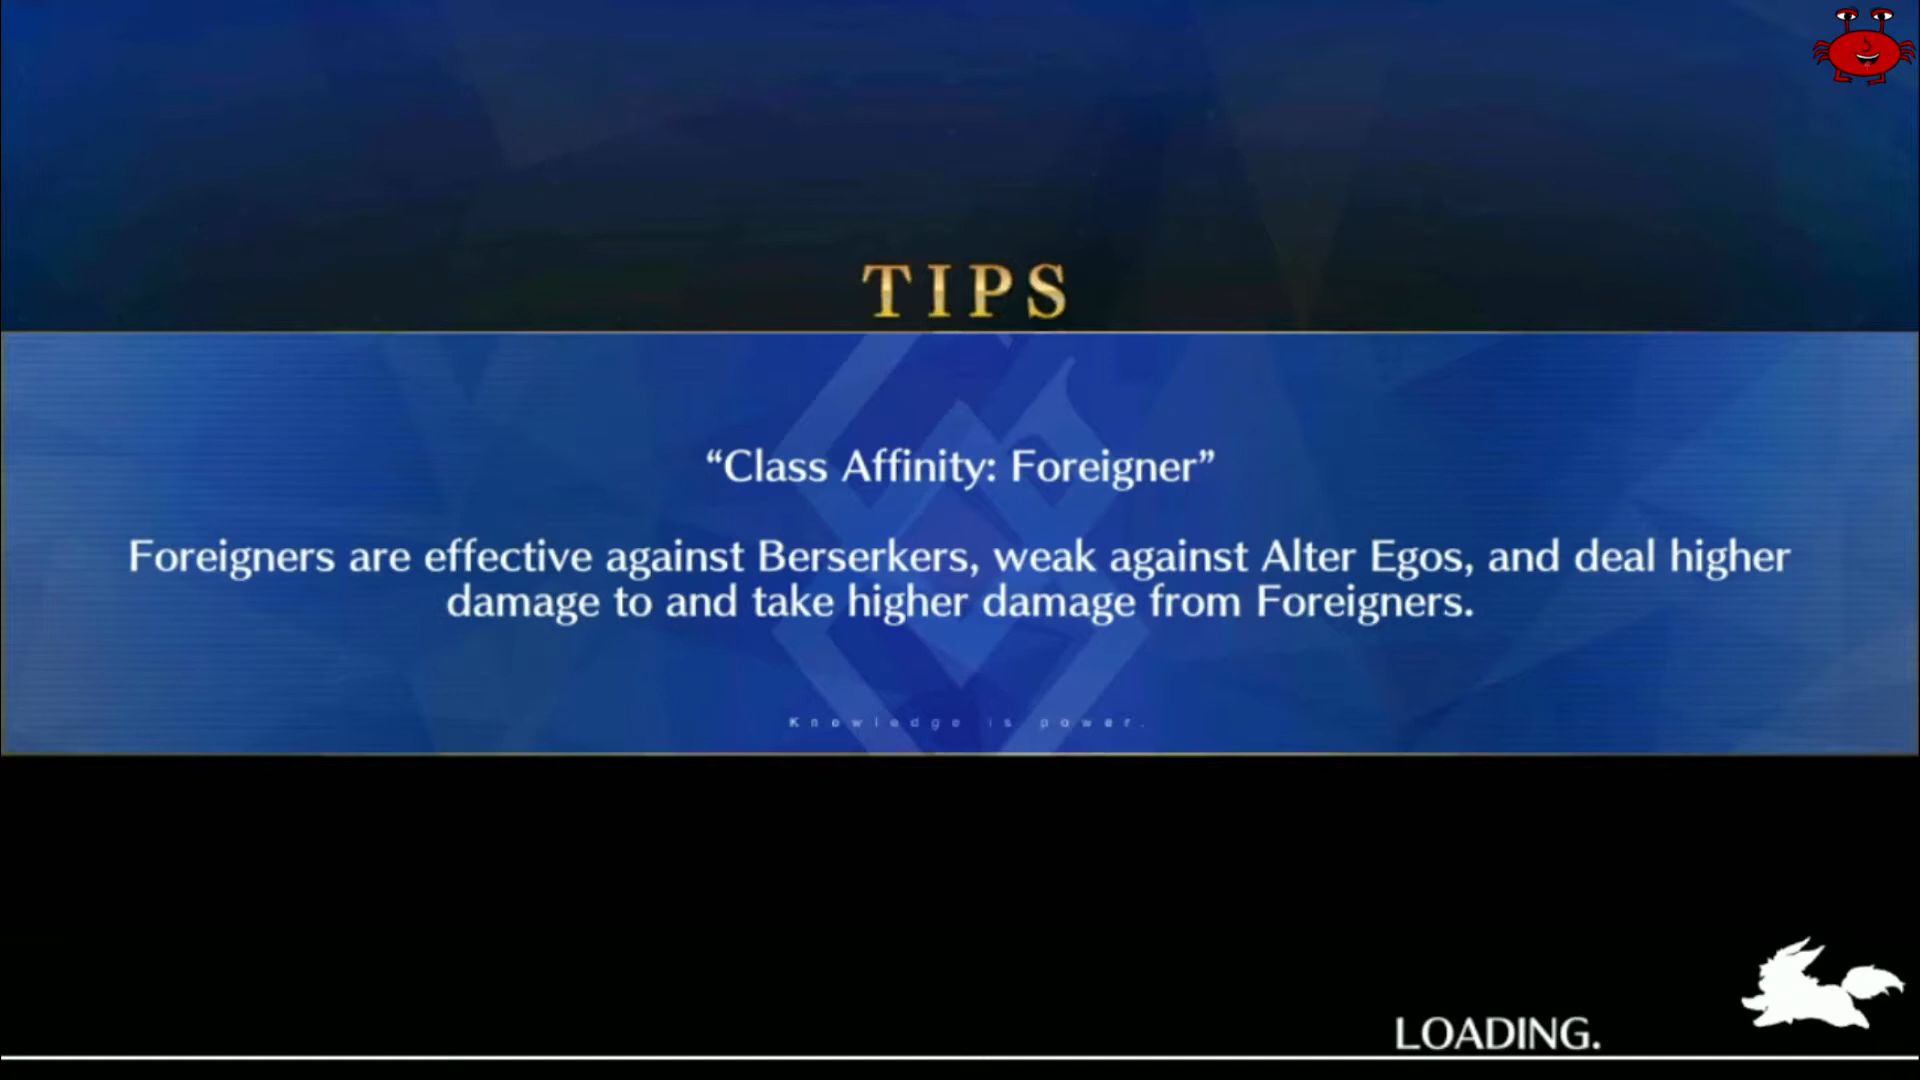 TIPS
“Class Affinity: Foreigner”
Foreigners are effective against Berserkers, weak against Alter Egos, and deal higher
damage to and take higher damage from Foreigners.
Knowledge is power.
LOADING.